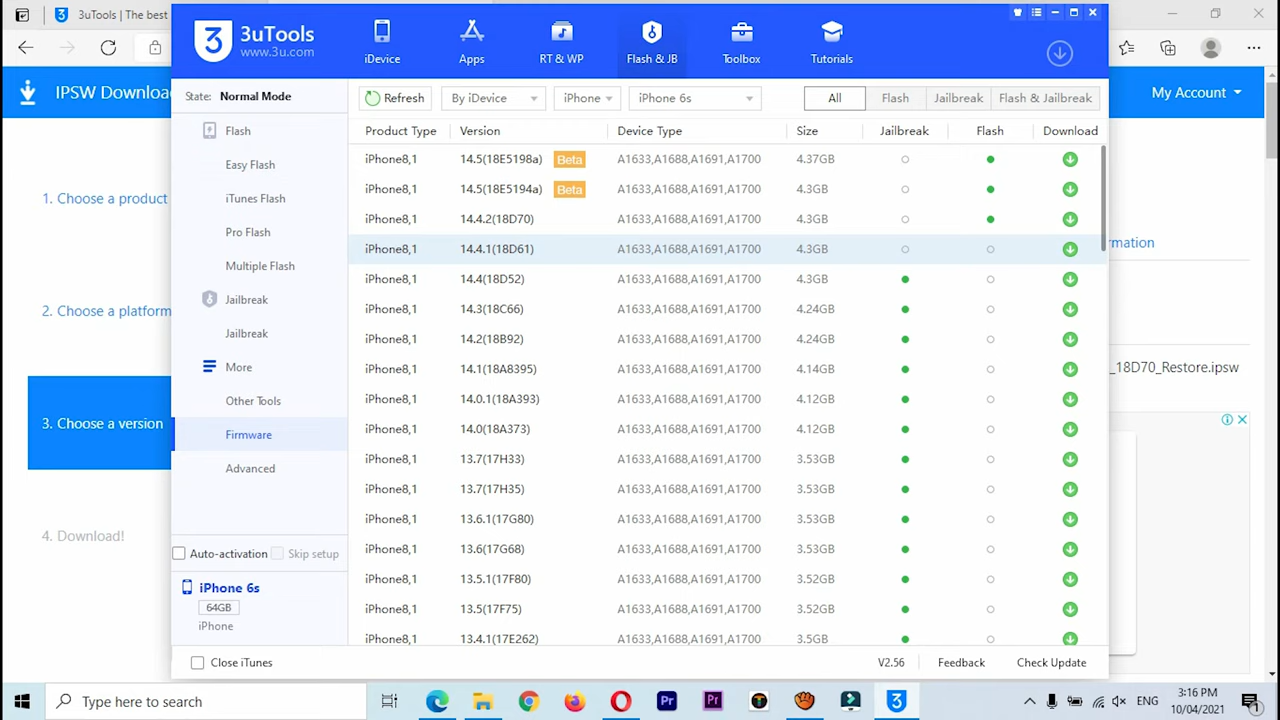 3uTools | The best
IPSW Downloa
My Account
1. Choose a product
2. Choose a platform
3. Choose a version
4. Download!
rmation
_18D70_Restore.ipsw
3uTools
www.3u.com
iDevice
Apps
RT & WP
Flash & JB
Toolbox
Tutorials
State: Normal Mode
Flash
Easy Flash
iTunes Flash
Pro Flash
Multiple Flash
Jailbreak
Jailbreak
More
Other Tools
Firmware
Advanced
Auto-activation Skip setup
iPhone 6s
64GB
iPhone
Refresh By iDevice iPhone iPhone 6s All Flash Jailbreak Flash & Jailbreak
Product Type Version Device Type Size Jailbreak Flash Download
iPhone8,1 14.5(18E5198a) Beta A1633,A1688,A1691,A1700 4.37GB
iPhone8,1 14.5(18E5194a) Beta A1633,A1688,A1691,A1700 4.3GB
iPhone8,1 14.4.2(18D70) A1633,A1688,A1691,A1700 4.3GB
iPhone8,1 14.4.1(18D61) A1633,A1688,A1691,A1700 4.3GB
iPhone8,1 14.4(18D52) A1633,A1688,A1691,A1700 4.3GB
iPhone8,1 14.3(18C66) A1633,A1688,A1691,A1700 4.24GB
iPhone8,1 14.2(18B92) A1633,A1688,A1691,A1700 4.24GB
iPhone8,1 14.1(18A8395) A1633,A1688,A1691,A1700 4.14GB
iPhone8,1 14.0.1(18A393) A1633,A1688,A1691,A1700 4.12GB
iPhone8,1 14.0(18A373) A1633,A1688,A1691,A1700 4.12GB
iPhone8,1 13.7(17H33) A1633,A1688,A1691,A1700 3.53GB
iPhone8,1 13.7(17H35) A1633,A1688,A1691,A1700 3.53GB
iPhone8,1 13.6.1(17G80) A1633,A1688,A1691,A1700 3.53GB
iPhone8,1 13.6(17G68) A1633,A1688,A1691,A1700 3.53GB
iPhone8,1 13.5.1(17F80) A1633,A1688,A1691,A1700 3.52GB
iPhone8,1 13.5(17F75) A1633,A1688,A1691,A1700 3.52GB
iPhone8,1 13.4.1(17E262) A1633,A1688,A1691,A1700 3.5GB
Close iTunes
V2.56 Feedback Check Update
Type here to search
Pr
Pr
3
ENG
3:16 PM
10/04/2021
1